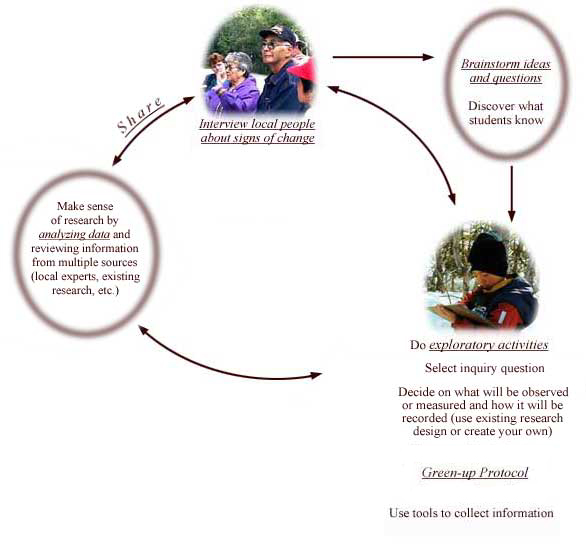 Share
Interview local people
about signs of change
Brainstorm ideas
and questions
Discover what
students know
Make sense
of research by
analyzing data and
reviewing information
from multiple sources
(local experts, existing
research, etc.)
Do exploratory activities
Select inquiry question
Decide on what will be observed
or measured and how it will be
recorded (use existing research
design or create your own)
Green-up Protocol
Use tools to collect information